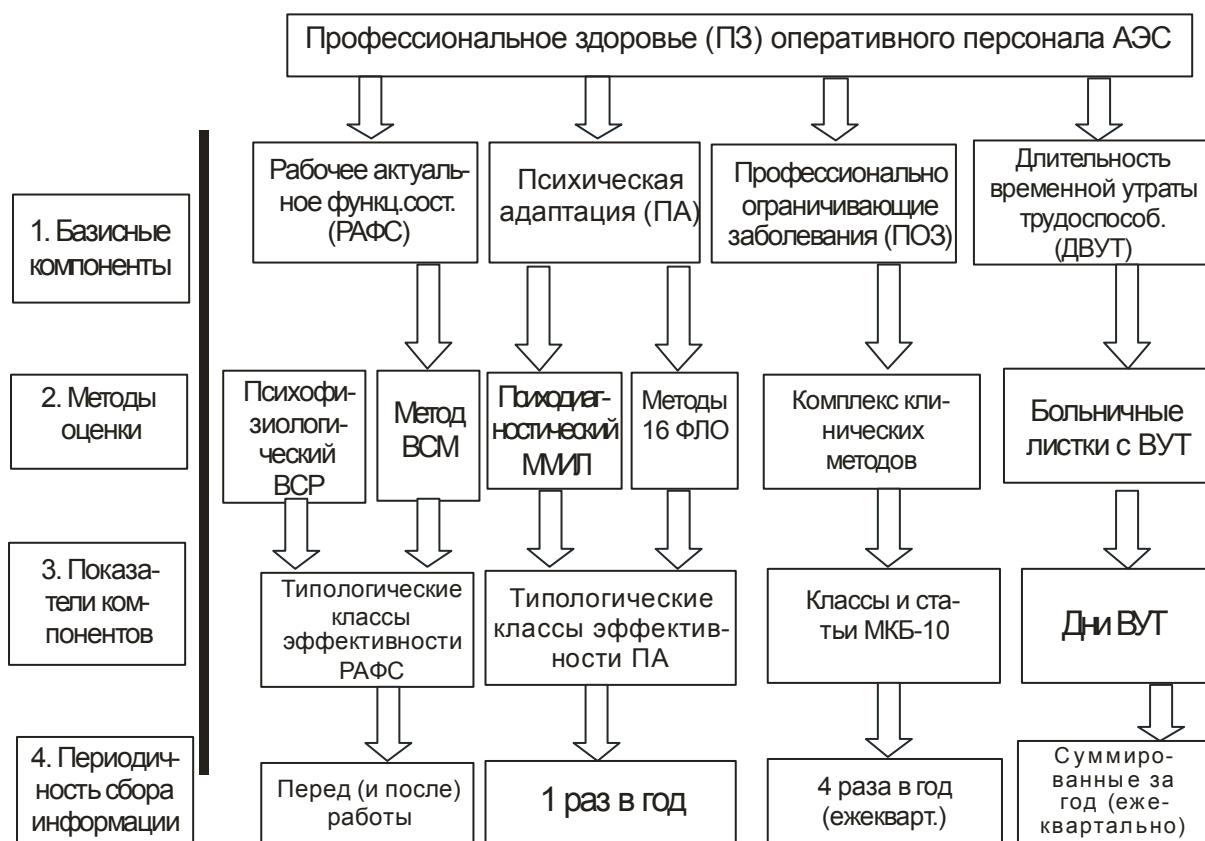 Профессиональное здоровье (ПЗ) оперативного персонала АЭС
1. Базисные
компоненты
Рабочее актуаль-
ное функц.сост.
(РАФС)
Психическая
адаптация (ПА)
Профессионально
ограничивающие
заболевания (ПОЗ)
Длительность
временной утраты
трудоспособ.
(ДВУТ)
2. Методы
оценки
Психофи-
зиологи-
ческий
ВСР
Метод
ВСМ
Психодиаг-
ностический
ММИЛ
Методы
16 ФЛО
Комплекс кли-
нических
методов
Больничные
листки с ВУТ
3. Показа-
тели ком-
понентов
Типологические
классы
эффективности
РАФС
Типологические
классы эффектив-
ности ПА
Классы и ста-
тьи МКБ-10
Дни ВУТ
4. Периодич-
ность сбора
информации
Перед (и после)
работы
1 раз в год
4 раза в год
(ежекварт.)
Суммиро-
ванные за
год (еже-
квартально)